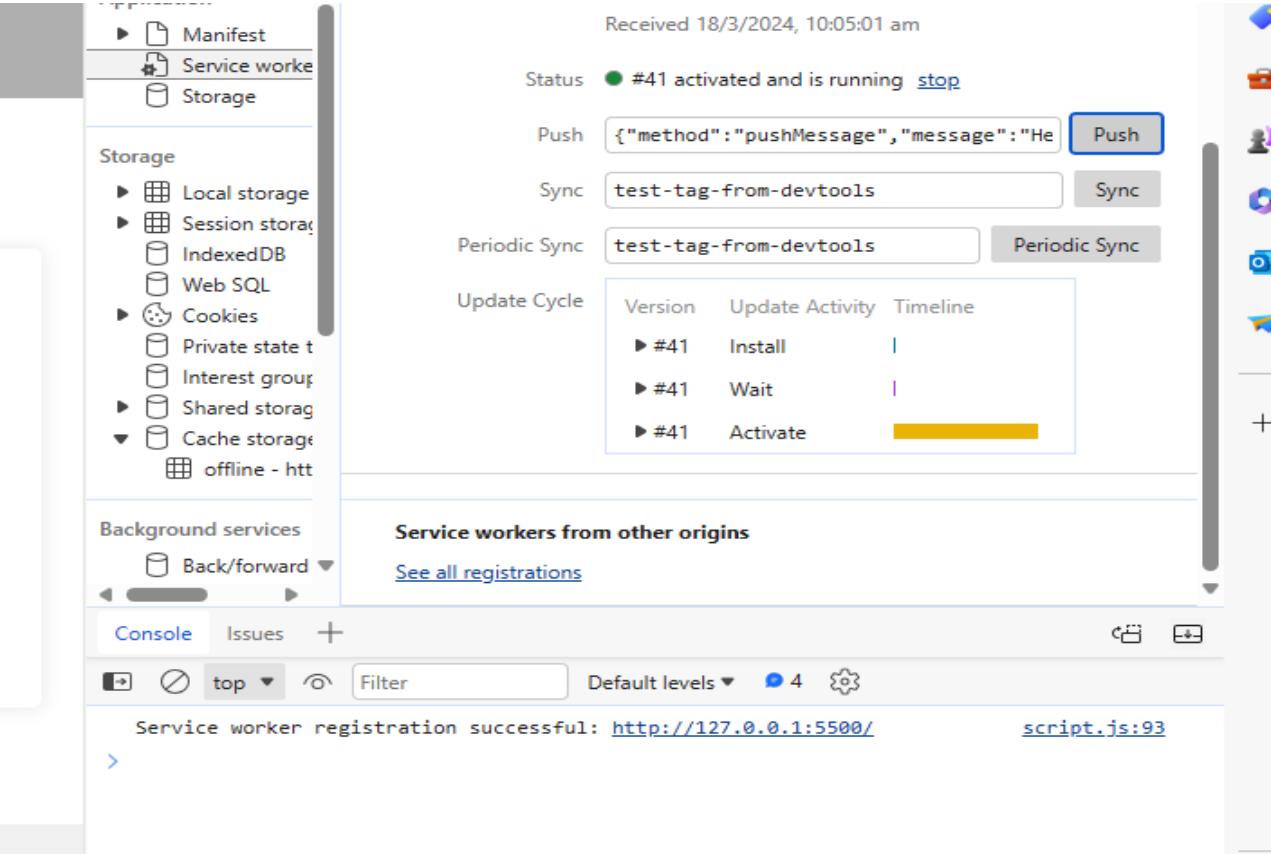 Application
Manifest
Service worke
Storage
Storage
Local storage
Session storag
IndexedDB
Web SQL
Cookies
Private state t
Interest group
Shared storag
Cache storage
offline - htt
Background services
Back/forward
Received 18/3/2024, 10:05:01 am
Status #41 activated and is running stop
Push {"method":"pushMessage","message":"He Push
Sync test-tag-from-devtools Sync
Periodic Sync test-tag-from-devtools Periodic Sync
Update Cycle
Version Update Activity Timeline
#41 Install
#41 Wait
#41 Activate
Service workers from other origins
See all registrations
Console Issues
top Filter Default levels 4
Service worker registration successful: http://127.0.0.1:5500/ script.js:93
>